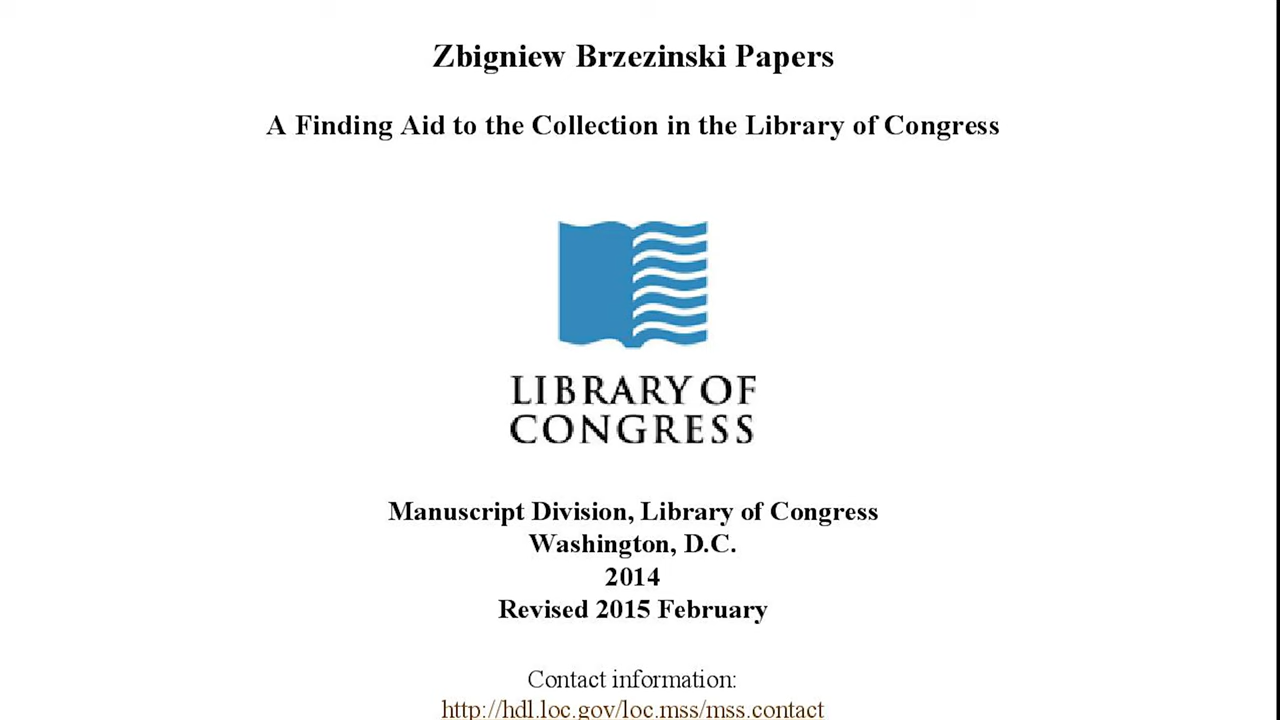 Zbigniew Brzezinski Papers
A Finding Aid to the Collection in the Library of Congress
LIBRARY OF
CONGRESS
Manuscript Division, Library of Congress
Washington, D.C.
2014
Revised 2015 February
Contact information:
http://hdl.loc.gov/loc.mss/mss.contact